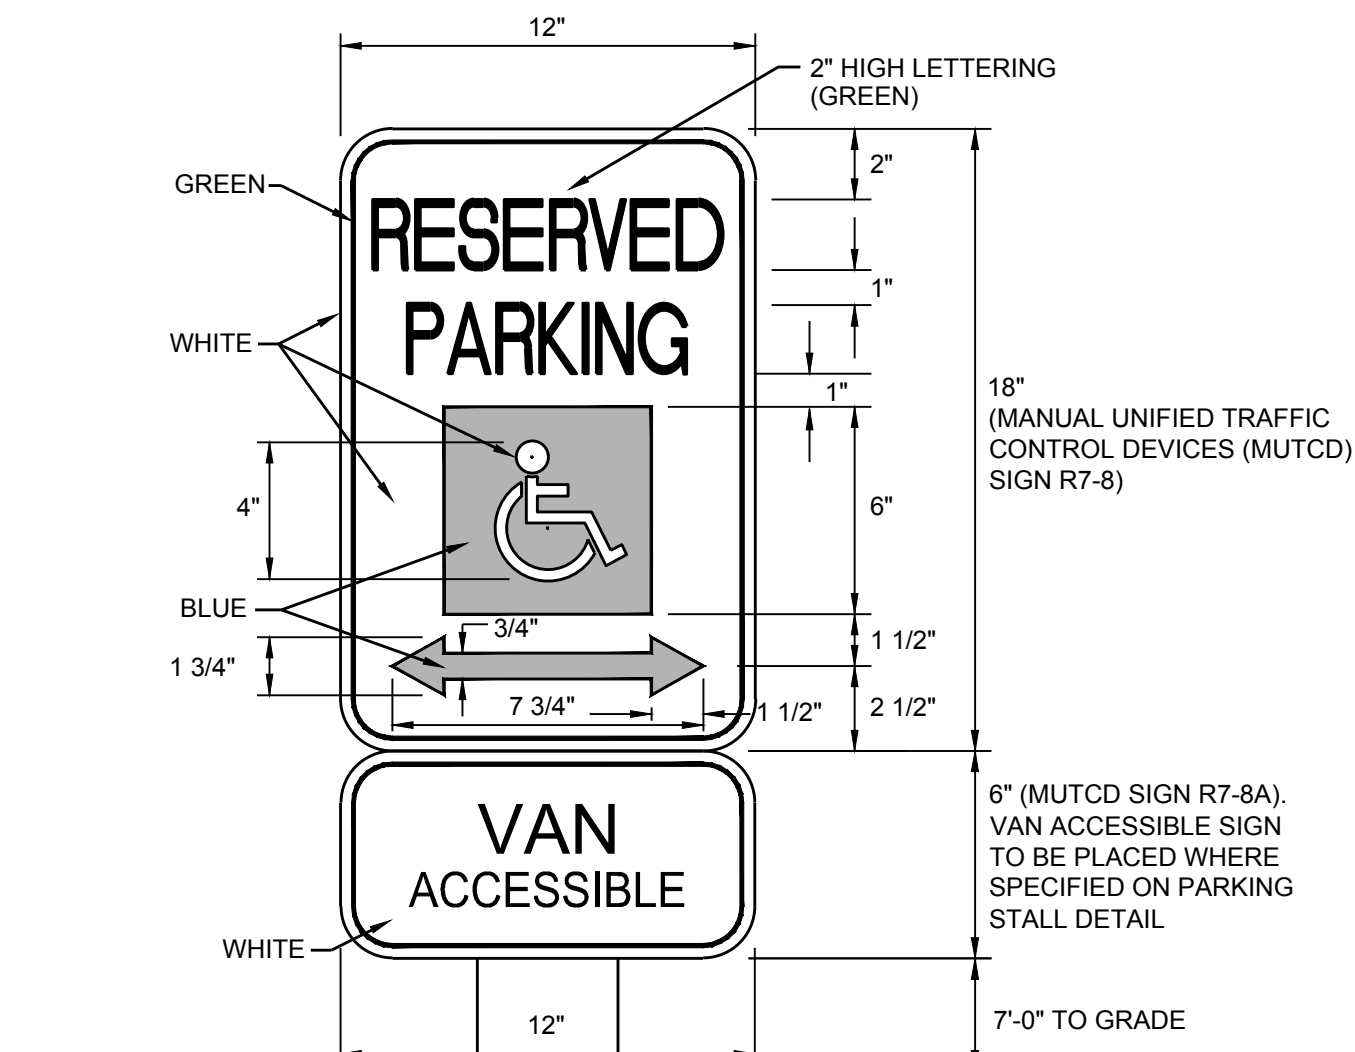 12"
2" HIGH LETTERING
(GREEN)
2"
GREEN
RESERVED
1"
PARKING
WHITE
1"
18"
(MANUAL UNIFIED TRAFFIC
CONTROL DEVICES (MUTCD)
SIGN R7-8)
4"
6"
BLUE
3/4"
1 1/2"
1 3/4"
7 3/4"
1 1/2"
2 1/2"
6" (MUTCD SIGN R7-8A).
VAN ACCESSIBLE SIGN
TO BE PLACED WHERE
SPECIFIED ON PARKING
STALL DETAIL
VAN
ACCESSIBLE
WHITE
12"
7'-0" TO GRADE